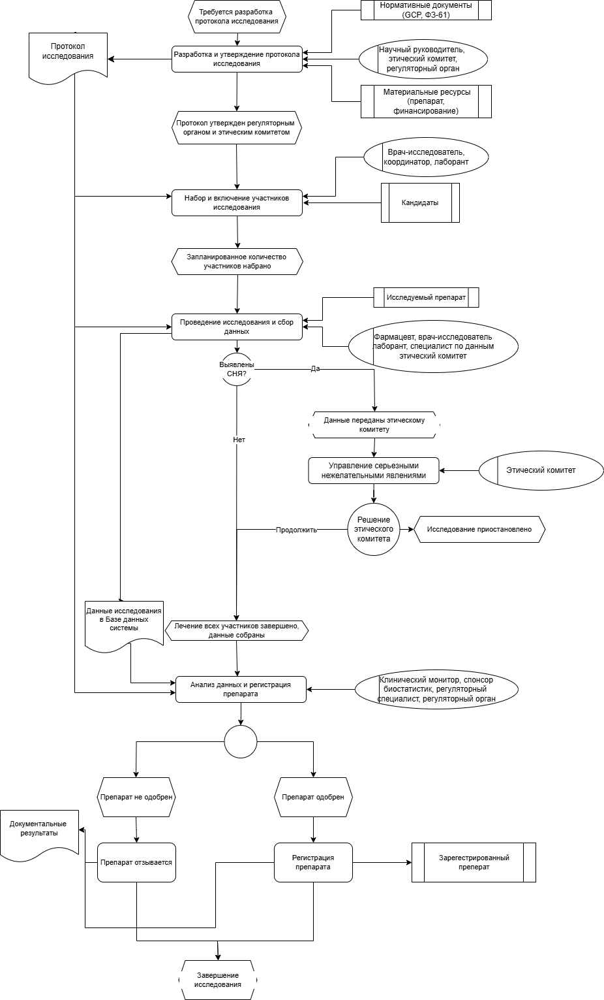 Требуется разработка
протокола исследования
Нормативные документы
(GCP, ФЗ-61)
Протокол
исследования
Разработка и утверждение протокола
исследования
Научный руководитель,
этический комитет,
регуляторный орган
Материальные ресурсы
(препарат,
финансирование)
Протокол утвержден регуляторным
органом и этическим комитетом
Врач-исследователь,
координатор, лаборант
Набор и включение участников
исследования
Кандидаты
Запланированное количество
участников набрано
Исследуемый препарат
Проведение исследования и сбор
данных
Фармацевт, врач-исследователь
лаборант, специалист по данным
этический комитет
Выявлены
СНЯ?
Да
Данные переданы этическому
комитету
Нет
Управление серьезными
нежелательными явлениями
Этический комитет
Решение
этического
комитета
Продолжить
Исследование приостановлено
Данные исследования
в Базе данных
системы
Лечение всех участников завершено,
данные собраны
Анализ данных и регистрация
препарата
Клинический монитор, спонсор
биостатистик, регуляторный
специалист, регуляторный орган
Препарат не одобрен
Препарат одобрен
Документальные
результаты
Препарат отзывается
Регистрация
препарата
Зарегестрированный
преперат
Завершение
исследования